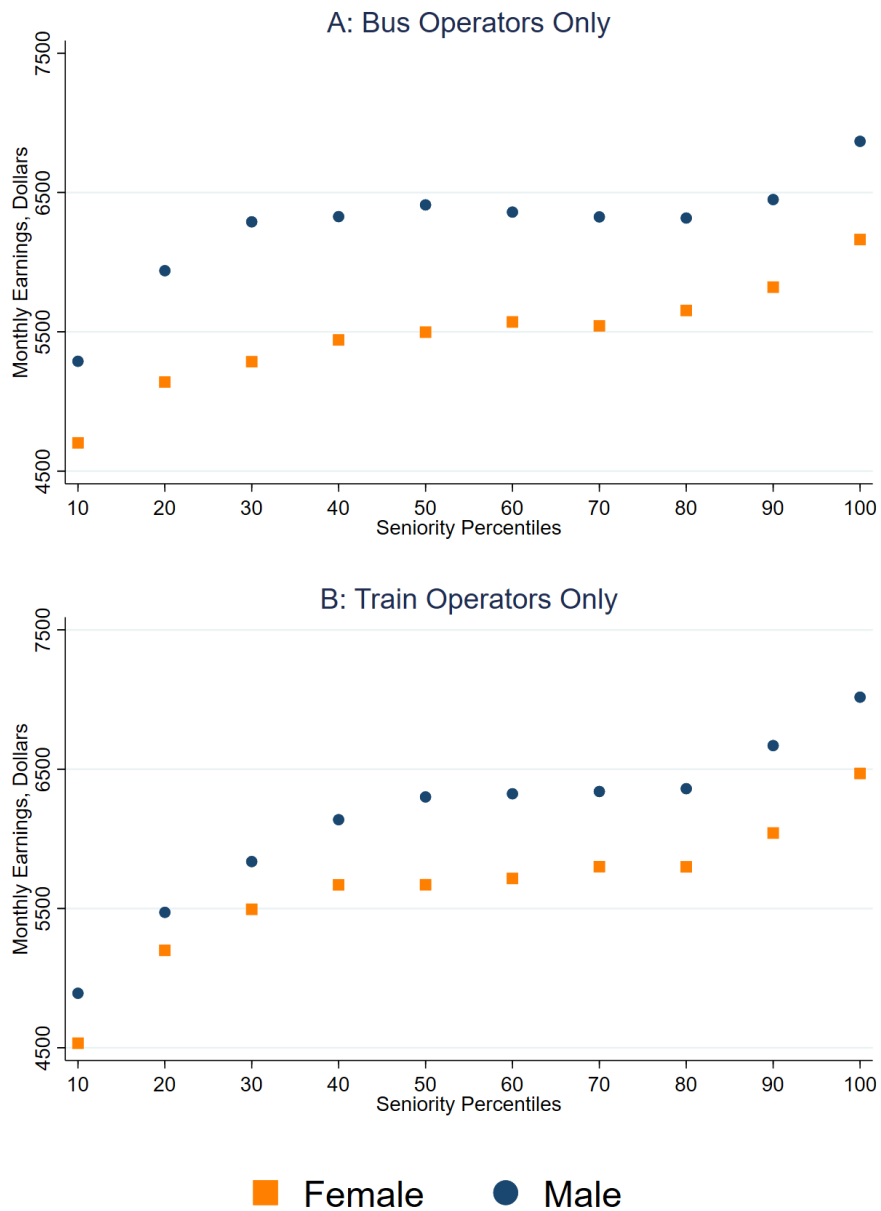 A: Bus Operators Only
7500
6500
5500
4500
Monthly Earnings, Dollars
10 20 30 40 50 60 70 80 90 100
Seniority Percentiles
B: Train Operators Only
7500
6500
5500
4500
Monthly Earnings, Dollars
10 20 30 40 50 60 70 80 90 100
Seniority Percentiles
Female Male